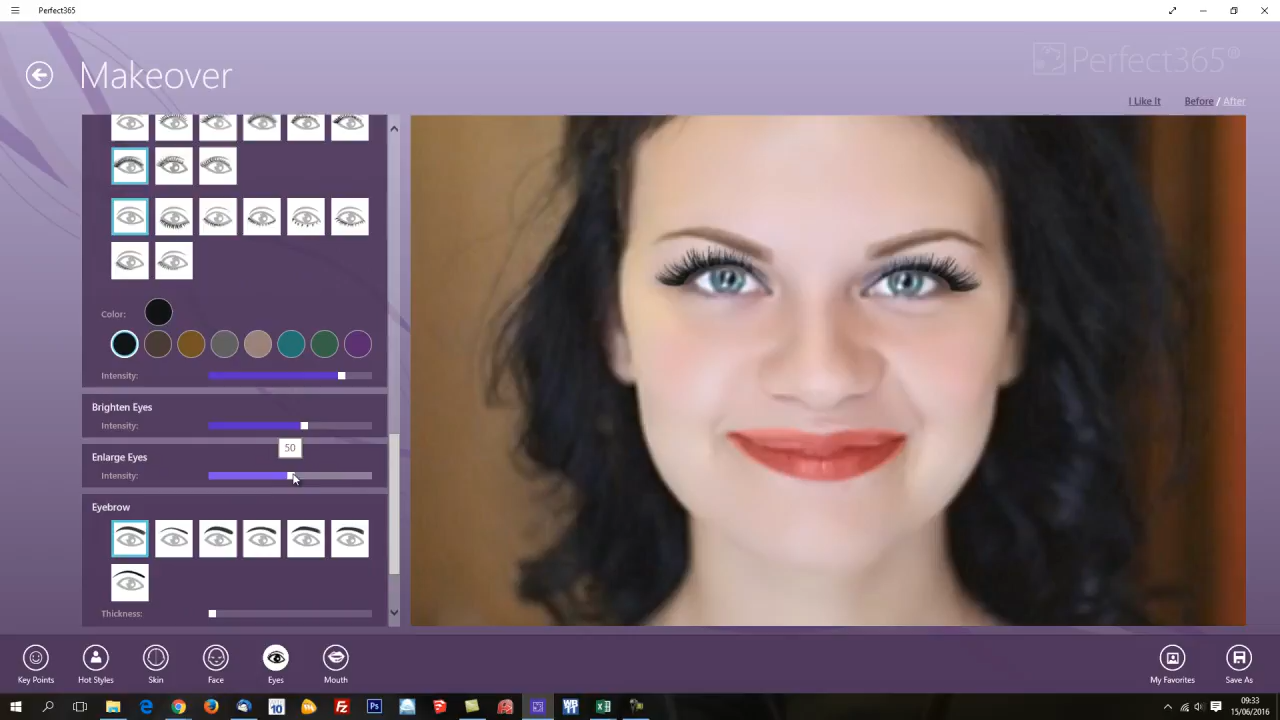 Perfect365
Makeover
Perfect365®
I Like It Before / After
Color:
Intensity:
Brighten Eyes
Intensity:
50
Enlarge Eyes
Intensity:
Eyebrow
Thickness:
Key Points Hot Styles Skin Face Eyes Mouth My Favorites Save As
09:33
15/06/2016